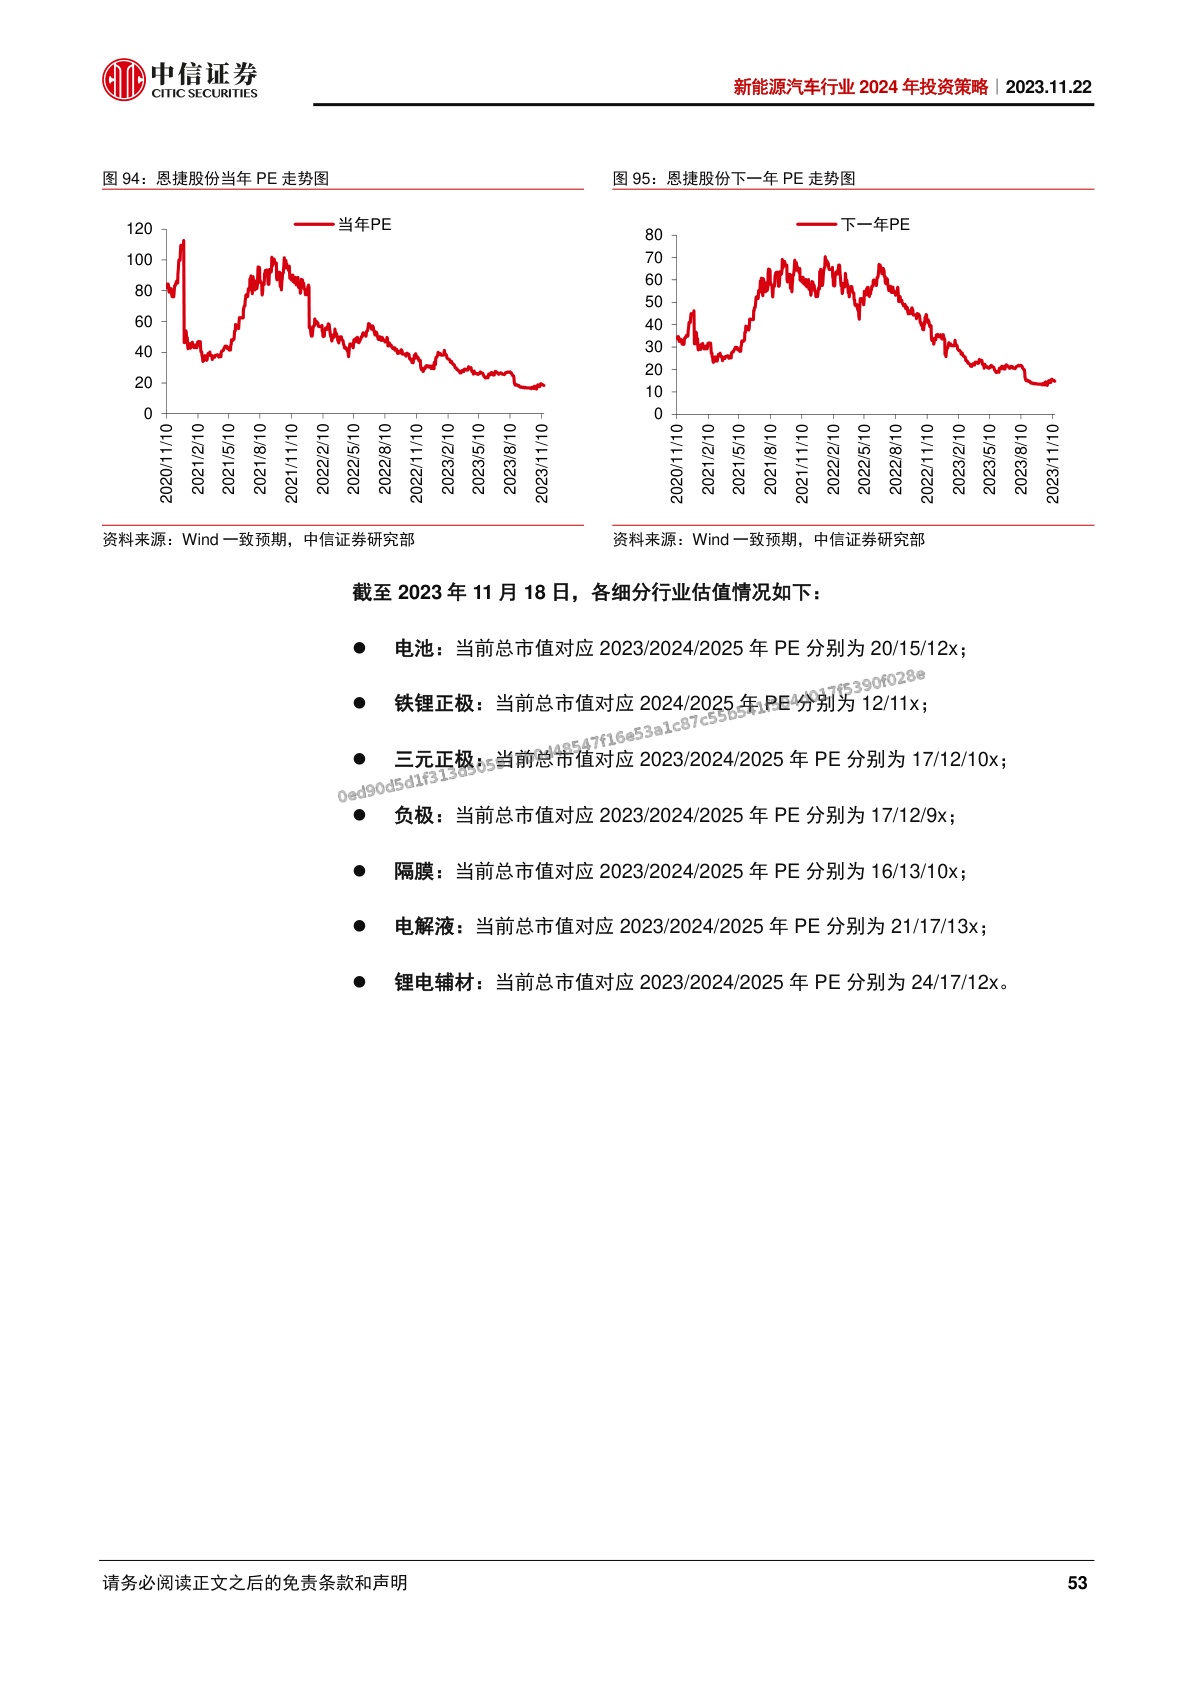 中信证券
CITIC SECURITIES
新能源汽车行业 2024 年投资策略｜2023.11.22
图 94：恩捷股份当年 PE 走势图
当年PE
120
100
80
60
40
20
0
2020/11/10
2021/2/10
2021/5/10
2021/8/10
2021/11/10
2022/2/10
2022/5/10
2022/8/10
2022/11/10
2023/2/10
2023/5/10
2023/8/10
2023/11/10
资料来源：Wind 一致预期，中信证券研究部
图 95：恩捷股份下一年 PE 走势图
下一年PE
80
70
60
50
40
30
20
10
0
2020/11/10
2021/2/10
2021/5/10
2021/8/10
2021/11/10
2022/2/10
2022/5/10
2022/8/10
2022/11/10
2023/2/10
2023/5/10
2023/8/10
2023/11/10
资料来源：Wind 一致预期，中信证券研究部
截至 2023 年 11 月 18 日，各细分行业估值情况如下：
● 电池：当前总市值对应 2023/2024/2025 年 PE 分别为 20/15/12x；
● 铁锂正极：当前总市值对应 2024/2025 年 PE 分别为 12/11x；
● 三元正极：当前总市值对应 2023/2024/2025 年 PE 分别为 17/12/10x；
● 负极：当前总市值对应 2023/2024/2025 年 PE 分别为 17/12/9x；
● 隔膜：当前总市值对应 2023/2024/2025 年 PE 分别为 16/13/10x；
● 电解液：当前总市值对应 2023/2024/2025 年 PE 分别为 21/17/13x；
● 锂电辅材：当前总市值对应 2023/2024/2025 年 PE 分别为 24/17/12x。
请务必阅读正文之后的免责条款和声明
53